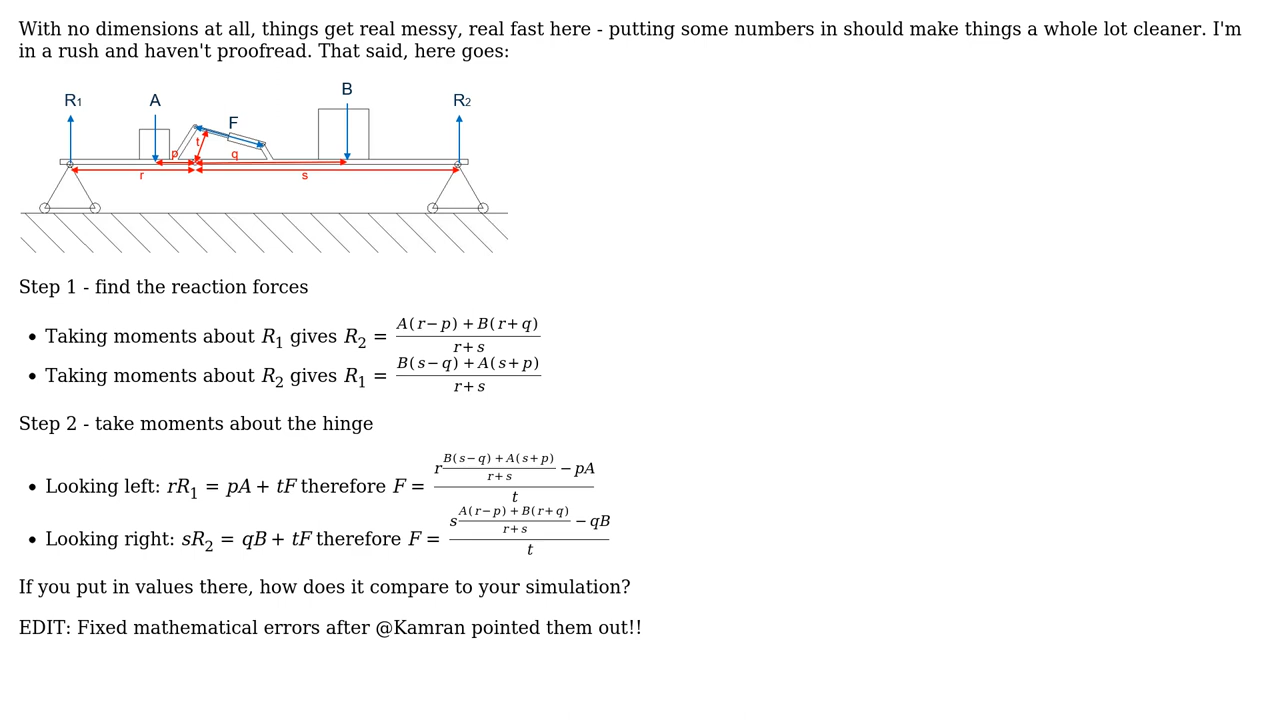 With no dimensions at all, things get real messy, real fast here - putting some numbers in should make things a whole lot cleaner. I'm
in a rush and haven't proofread. That said, here goes:
B
R1 A R2
F
t
p q
r s
Step 1 - find the reaction forces
• Taking moments about R₁ gives R₂ = (A(r−p)+B(r+q))/(r+s)
• Taking moments about R₂ gives R₁ = (B(s−q)+A(s+p))/(r+s)
Step 2 - take moments about the hinge
• Looking left: rR₁ = pA + tF therefore F = (r (B(s−q)+A(s+p))/(r+s) − pA)/t
• Looking right: sR₂ = qB + tF therefore F = (s (A(r−p)+B(r+q))/(r+s) − qB)/t
If you put in values there, how does it compare to your simulation?
EDIT: Fixed mathematical errors after @Kamran pointed them out!!